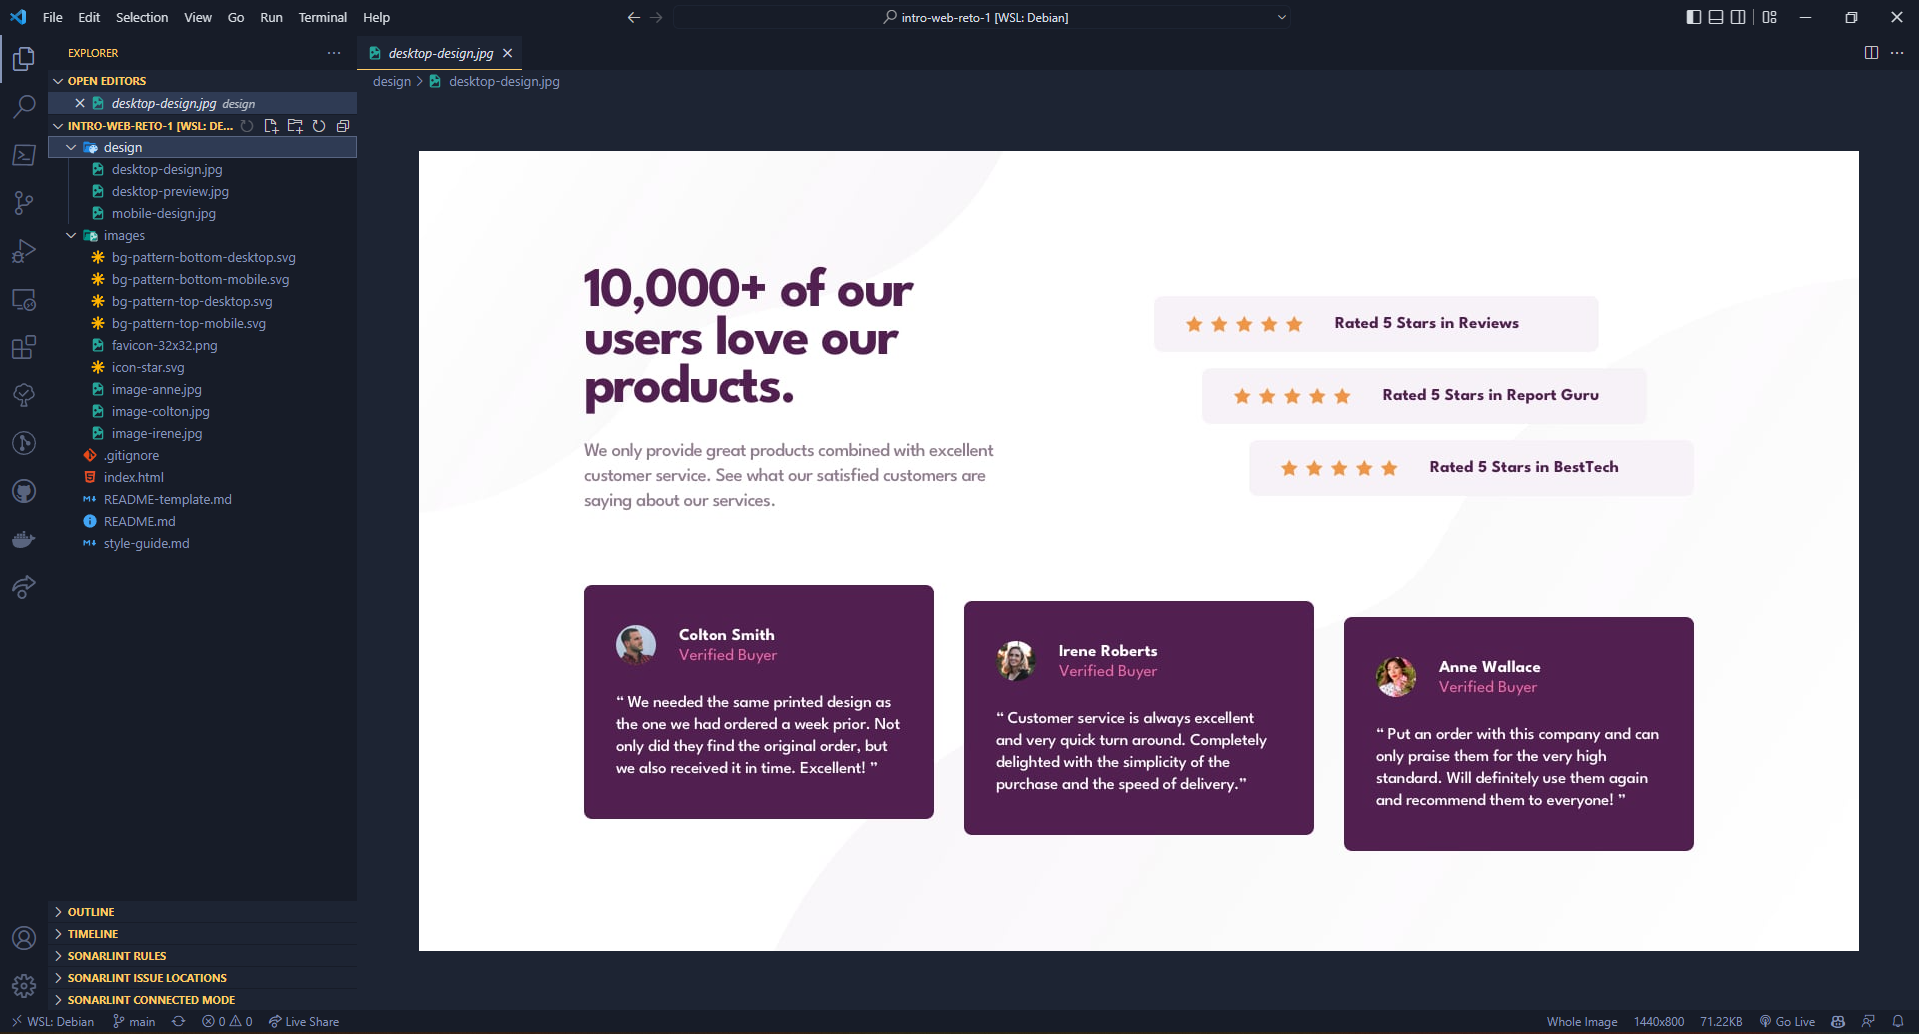 File Edit Selection View Go Run Terminal Help
intro-web-reto-1 [WSL: Debian]
EXPLORER
OPEN EDITORS
desktop-design.jpg design
INTRO-WEB-RETO-1 [WSL: DE...
design
desktop-design.jpg
desktop-preview.jpg
mobile-design.jpg
images
bg-pattern-bottom-desktop.svg
bg-pattern-bottom-mobile.svg
bg-pattern-top-desktop.svg
bg-pattern-top-mobile.svg
favicon-32x32.png
icon-star.svg
image-anne.jpg
image-colton.jpg
image-irene.jpg
.gitignore
index.html
README-template.md
README.md
style-guide.md
OUTLINE
TIMELINE
SONARLINT RULES
SONARLINT ISSUE LOCATIONS
SONARLINT CONNECTED MODE
desktop-design.jpg
design > desktop-design.jpg
10,000+ of our
users love our
products.
We only provide great products combined with excellent
customer service. See what our satisfied customers are
saying about our services.
Rated 5 Stars in Reviews
Rated 5 Stars in Report Guru
Rated 5 Stars in BestTech
Colton Smith
Verified Buyer
“ We needed the same printed design as
the one we had ordered a week prior. Not
only did they find the original order, but
we also received it in time. Excellent! ”
Irene Roberts
Verified Buyer
“ Customer service is always excellent
and very quick turn around. Completely
delighted with the simplicity of the
purchase and the speed of delivery.”
Anne Wallace
Verified Buyer
“ Put an order with this company and can
only praise them for the very high
standard. Will definitely use them again
and recommend them to everyone! ”
WSL: Debian main 0 0 Live Share
Whole Image 1440x800 71.22KB Go Live